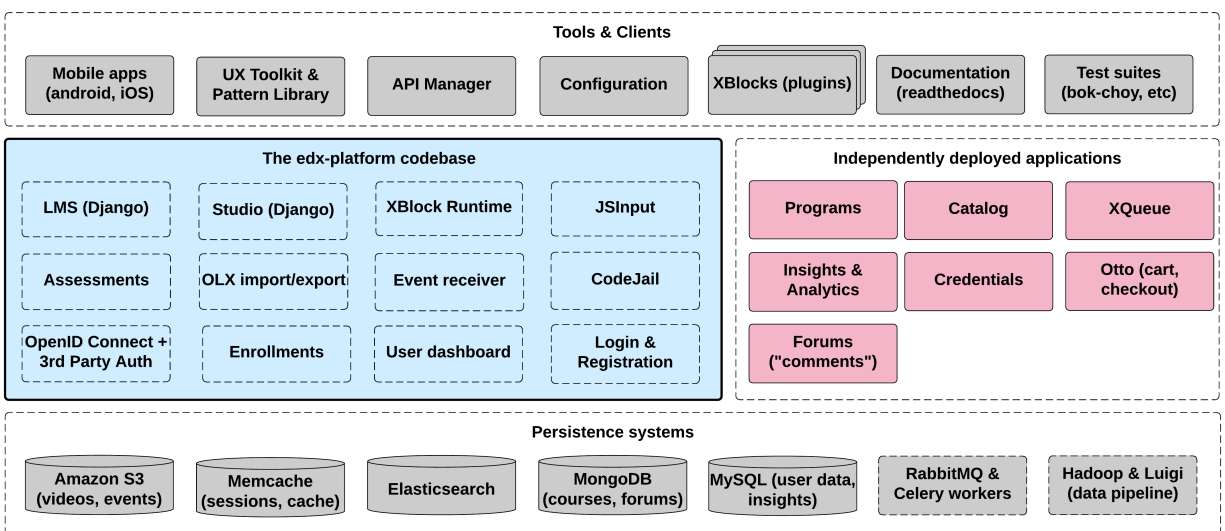 Tools & Clients
Mobile apps
(android, iOS)
UX Toolkit &
Pattern Library
API Manager
Configuration
XBlocks (plugins)
Documentation
(readthedocs)
Test suites
(bok-choy, etc)
The edx-platform codebase
LMS (Django)
Studio (Django)
XBlock Runtime
JSInput
Assessments
OLX import/export
Event receiver
CodeJail
OpenID Connect +
3rd Party Auth
Enrollments
User dashboard
Login &
Registration
Independently deployed applications
Programs
Catalog
XQueue
Insights &
Analytics
Credentials
Otto (cart,
checkout)
Forums
("comments")
Persistence systems
Amazon S3
(videos, events)
Memcache
(sessions, cache)
Elasticsearch
MongoDB
(courses, forums)
MySQL (user data,
insights)
RabbitMQ &
Celery workers
Hadoop & Luigi
(data pipeline)